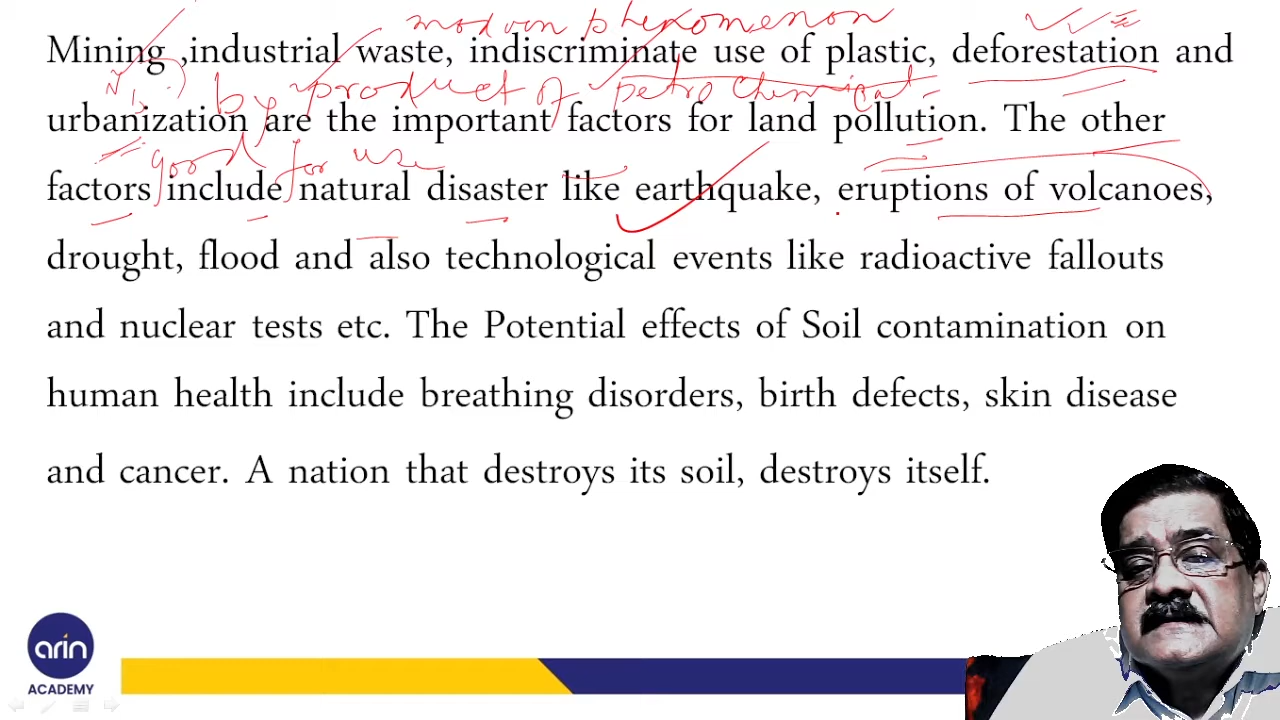 modern phenomenon
Mining ,industrial waste, indiscriminate use of plastic, deforestation and
by product of petro chemical
urbanization are the important factors for land pollution. The other
good for use
factors include natural disaster like earthquake, eruptions of volcanoes,
drought, flood and also technological events like radioactive fallouts
and nuclear tests etc. The Potential effects of Soil contamination on
human health include breathing disorders, birth defects, skin disease
and cancer. A nation that destroys its soil, destroys itself.
arin
ACADEMY